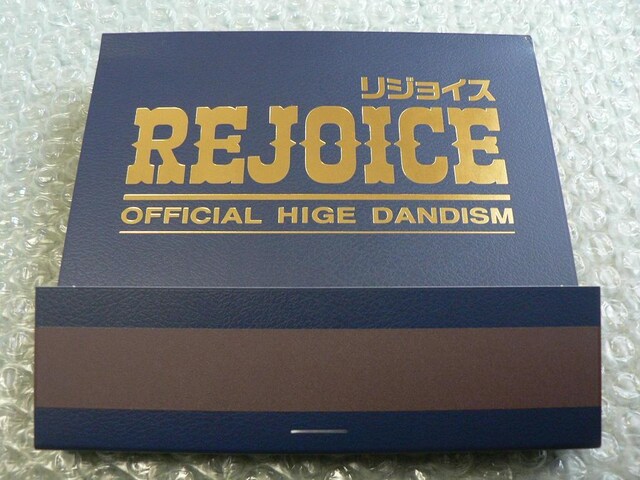 リジョイス
REJOICE
OFFICIAL HIGE DANDISM